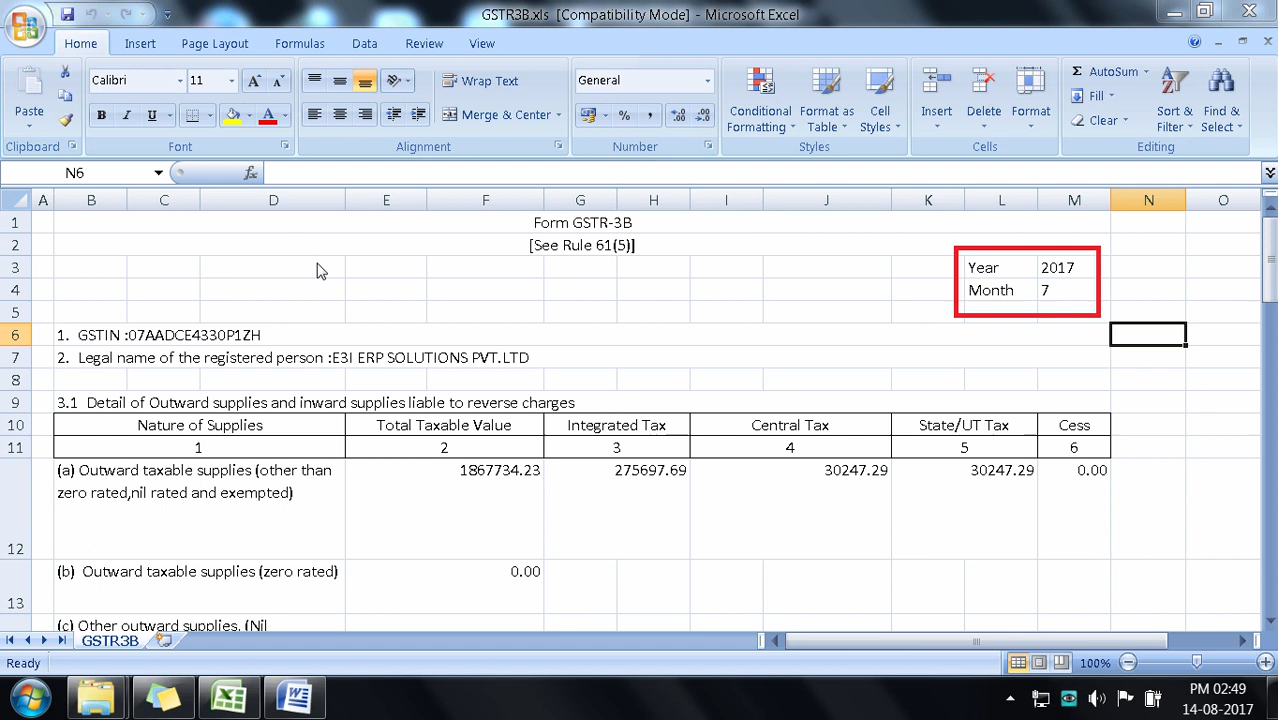 GSTR3B.xls [Compatibility Mode] - Microsoft Excel
Home Insert Page Layout Formulas Data Review View
Paste
Clipboard
Calibri 11
B I U
Font
Wrap Text
Merge & Center
Alignment
General
% ,
Number
Conditional Formatting
Format as Table
Cell Styles
Styles
Insert Delete Format
Cells
Σ AutoSum
Fill
Clear
Sort & Filter
Find & Select
Editing
N6 fx
A B C D E F G H I J K L M N O
1 Form GSTR-3B
2 [See Rule 61(5)]
3 Year 2017
4 Month 7
5
6 1. GSTIN :07AADCE4330P1ZH
7 2. Legal name of the registered person :E3I ERP SOLUTIONS PVT.LTD
8
9 3.1 Detail of Outward supplies and inward supplies liable to reverse charges
10 Nature of Supplies Total Taxable Value Integrated Tax Central Tax State/UT Tax Cess
11 1 2 3 4 5 6
(a) Outward taxable supplies (other than 1867734.23 275697.69 30247.29 30247.29 0.00
zero rated,nil rated and exempted)
12
(b) Outward taxable supplies (zero rated) 0.00
13
(c) Other outward supplies, (Nil
GSTR3B
Ready 100%
PM 02:49
14-08-2017